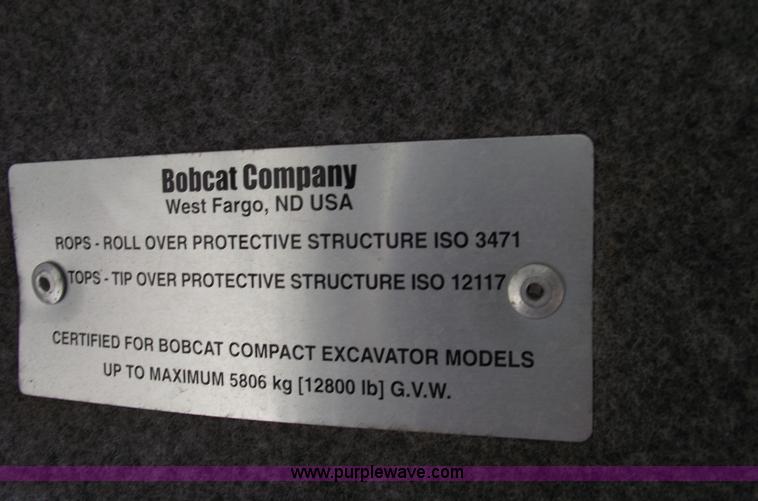 Bobcat Company
West Fargo, ND USA
ROPS - ROLL OVER PROTECTIVE STRUCTURE ISO 3471
TOPS - TIP OVER PROTECTIVE STRUCTURE ISO 12117
CERTIFIED FOR BOBCAT COMPACT EXCAVATOR MODELS
UP TO MAXIMUM 5806 kg [12800 lb] G.V.W.
www.purplewave.com